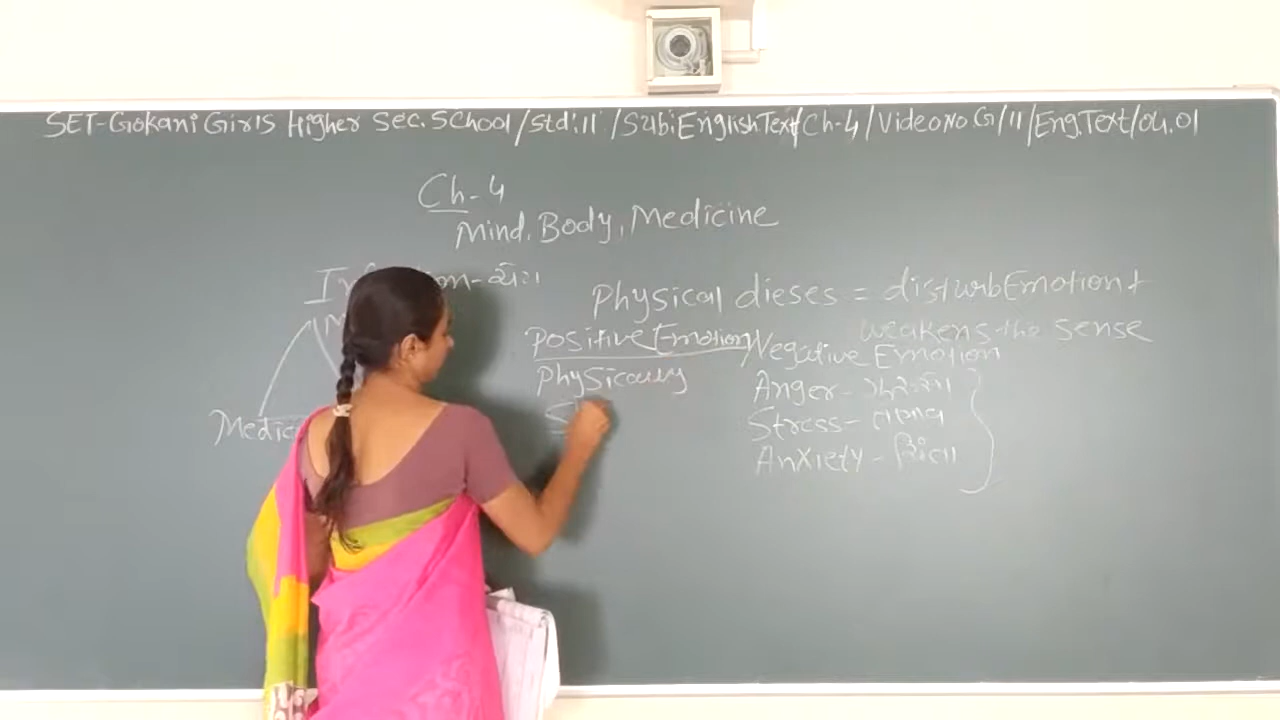 SET-Gokani Girls Higher Sec. School/Std:11/Sub:English Text/Ch-4/Video No G/11/Eng.Text/04.01
Ch-4
Mind, Body, Medicine
Physical dieses = disturb Emotion +
weakens the sense
Positive Emotion
Physically
Negative Emotion
Anger-
Stress- તાણ
Anxiety - ચિંતા